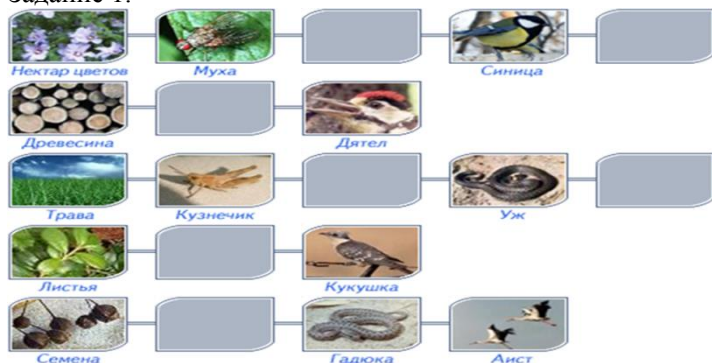 Задание 1.
Нектар цветов Муха Синица
Древесина Дятел
Трава Кузнечик Уж
Листья Кукушка
Семена Гадюка Аист